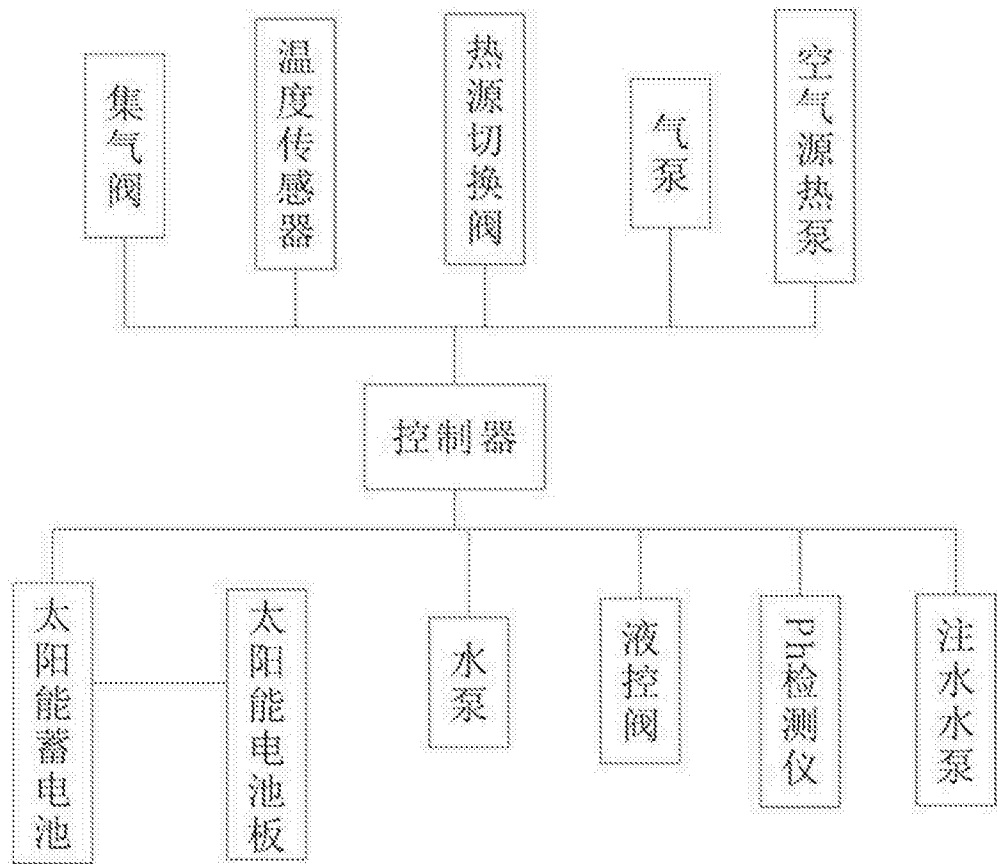 集气阀
温度传感器
热源切换阀
气泵
空气源热泵
控制器
太阳能蓄电池
太阳能电池板
水泵
液控阀
Ph检测仪
注水水泵